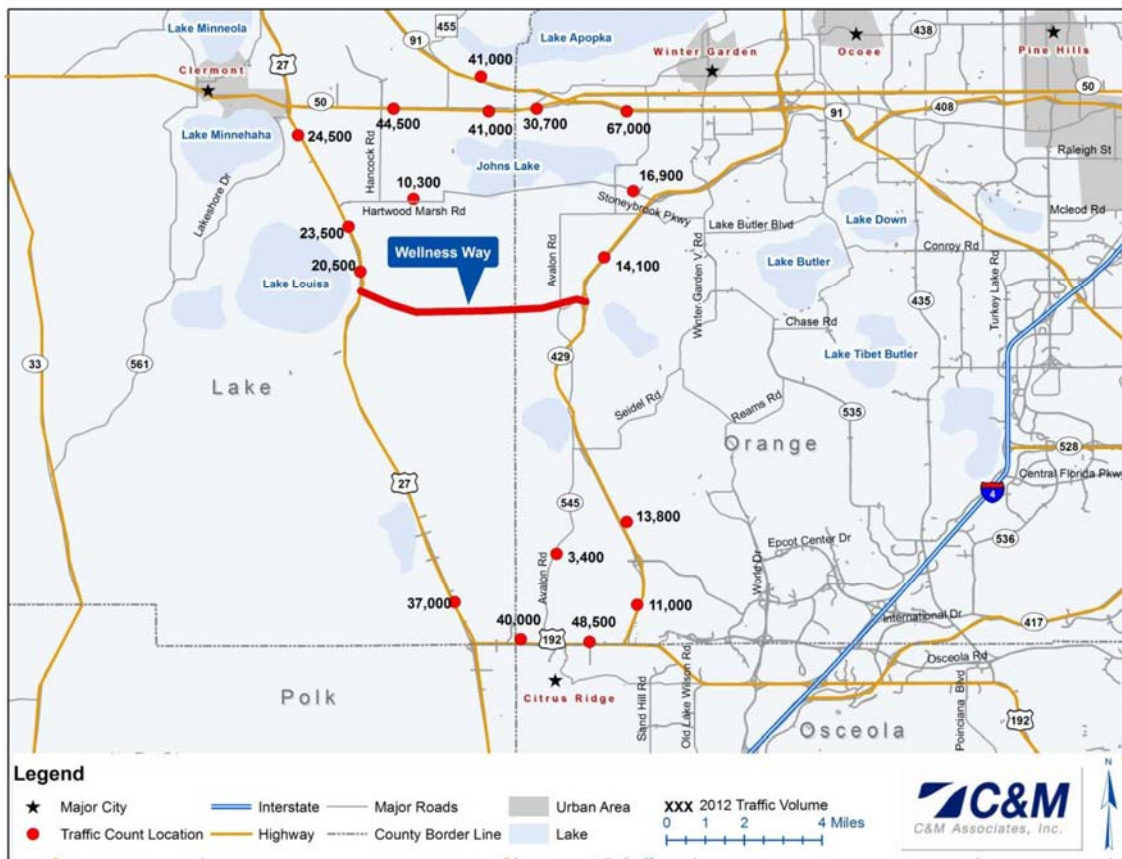 Lake Minneola
455
91
Lake Apopka
Winter Garden
Ocoee
438
Pine Hills
27
41,000
Clermont
50
50
408
91
44,500
41,000
30,700
67,000
Lake Minnehaha
24,500
Hancock Rd
Johns Lake
Raleigh St
10,300
16,900
Hartwood Marsh Rd
Stoneybrook Pkwy
Lakeshore Dr
Lake Butler Blvd
Lake Down
Mcleod Rd
23,500
Conroy Rd
Wellness Way
Avalon Rd
14,100
Winter Garden V. Rd
Lake Butler
Turkey Lake Rd
20,500
Lake Louisa
435
Chase Rd
33
561
429
Lake Tibet Butler
Lake
Seidel Rd
Reams Rd
535
Orange
528
Central Florida Pkwy
27
4
545
13,800
536
Epcot Center Dr
3,400
World Dr
Avalon Rd
37,000
11,000
International Dr
40,000
192
48,500
417
Osceola Rd
Polk
Citrus Ridge
Sand Hill Rd
Old Lake Wilson Rd
Poinciana Blvd
192
Osceola
Legend
N
Major City
Interstate
Major Roads
Urban Area
XXX 2012 Traffic Volume
Traffic Count Location
Highway
County Border Line
Lake
0 1 2 4 Miles
C&M
C&M Associates, Inc.